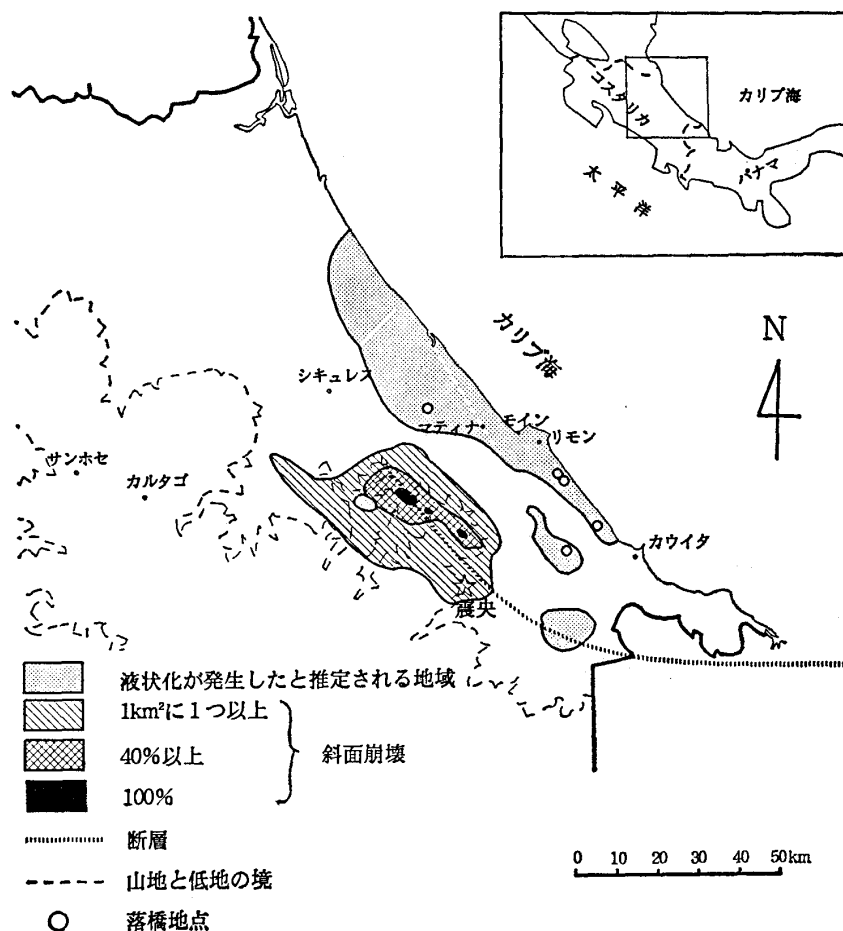 コスタリカ
カリブ海
パナマ
太平洋
カリブ海
N
シキュレス
マティナ
モイン
リモン
サンホセ
カルタゴ
カウイタ
震央
液状化が発生したと推定される地域
1km²に1つ以上
40%以上
斜面崩壊
100%
断層
山地と低地の境
落橋地点
0 10 20 30 40 50km